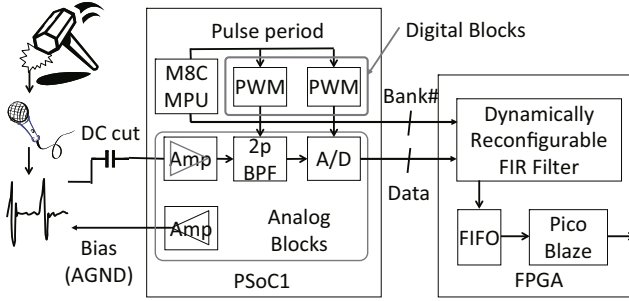 Pulse period
Digital Blocks
M8C
MPU
PWM
PWM
Bank#
DC cut
Amp
2p
BPF
A/D
Data
Dynamically
Reconfigurable
FIR Filter
Amp
Analog
Blocks
Bias
(AGND)
FIFO
Pico
Blaze
PSoC1
FPGA